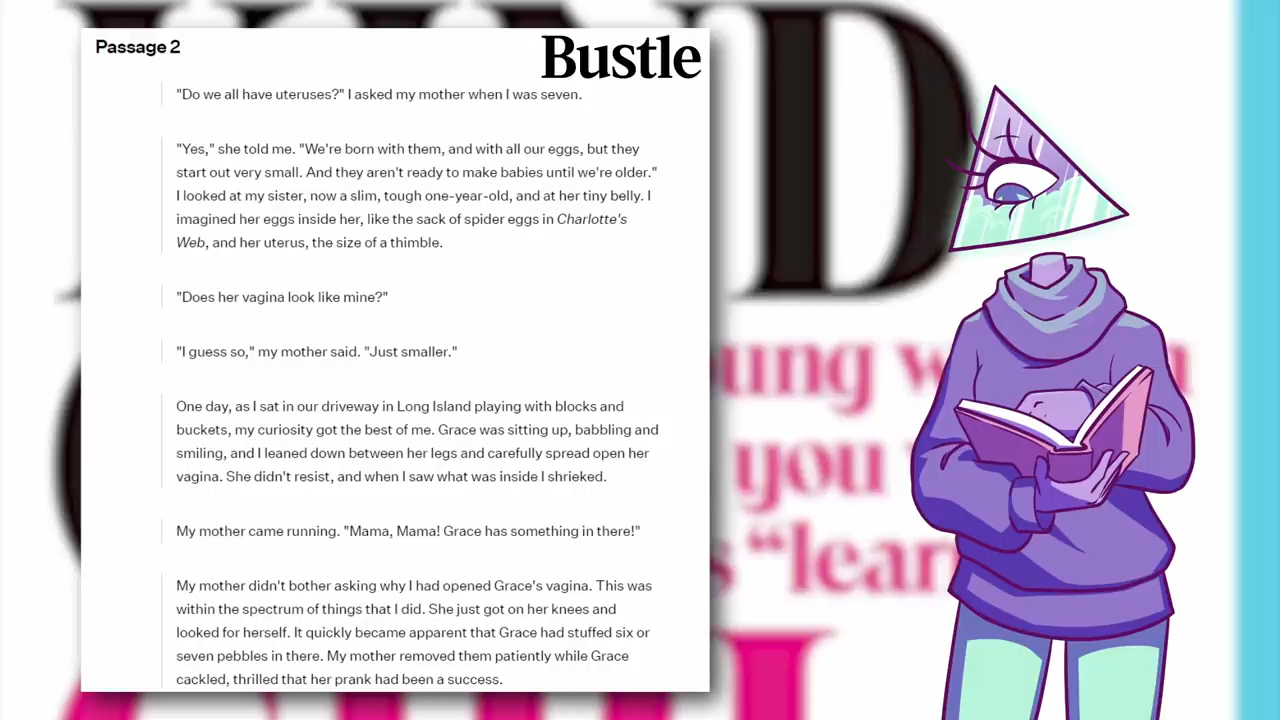 Passage 2
Bustle
"Do we all have uteruses?" I asked my mother when I was seven.
"Yes," she told me. "We're born with them, and with all our eggs, but they
start out very small. And they aren't ready to make babies until we're older."
I looked at my sister, now a slim, tough one-year-old, and at her tiny belly. I
imagined her eggs inside her, like the sack of spider eggs in Charlotte's
Web, and her uterus, the size of a thimble.
"Does her vagina look like mine?"
"I guess so," my mother said. "Just smaller."
One day, as I sat in our driveway in Long Island playing with blocks and
buckets, my curiosity got the best of me. Grace was sitting up, babbling and
smiling, and I leaned down between her legs and carefully spread open her
vagina. She didn't resist, and when I saw what was inside I shrieked.
My mother came running. "Mama, Mama! Grace has something in there!"
My mother didn't bother asking why I had opened Grace's vagina. This was
within the spectrum of things that I did. She just got on her knees and
looked for herself. It quickly became apparent that Grace had stuffed six or
seven pebbles in there. My mother removed them patiently while Grace
cackled, thrilled that her prank had been a success.
you